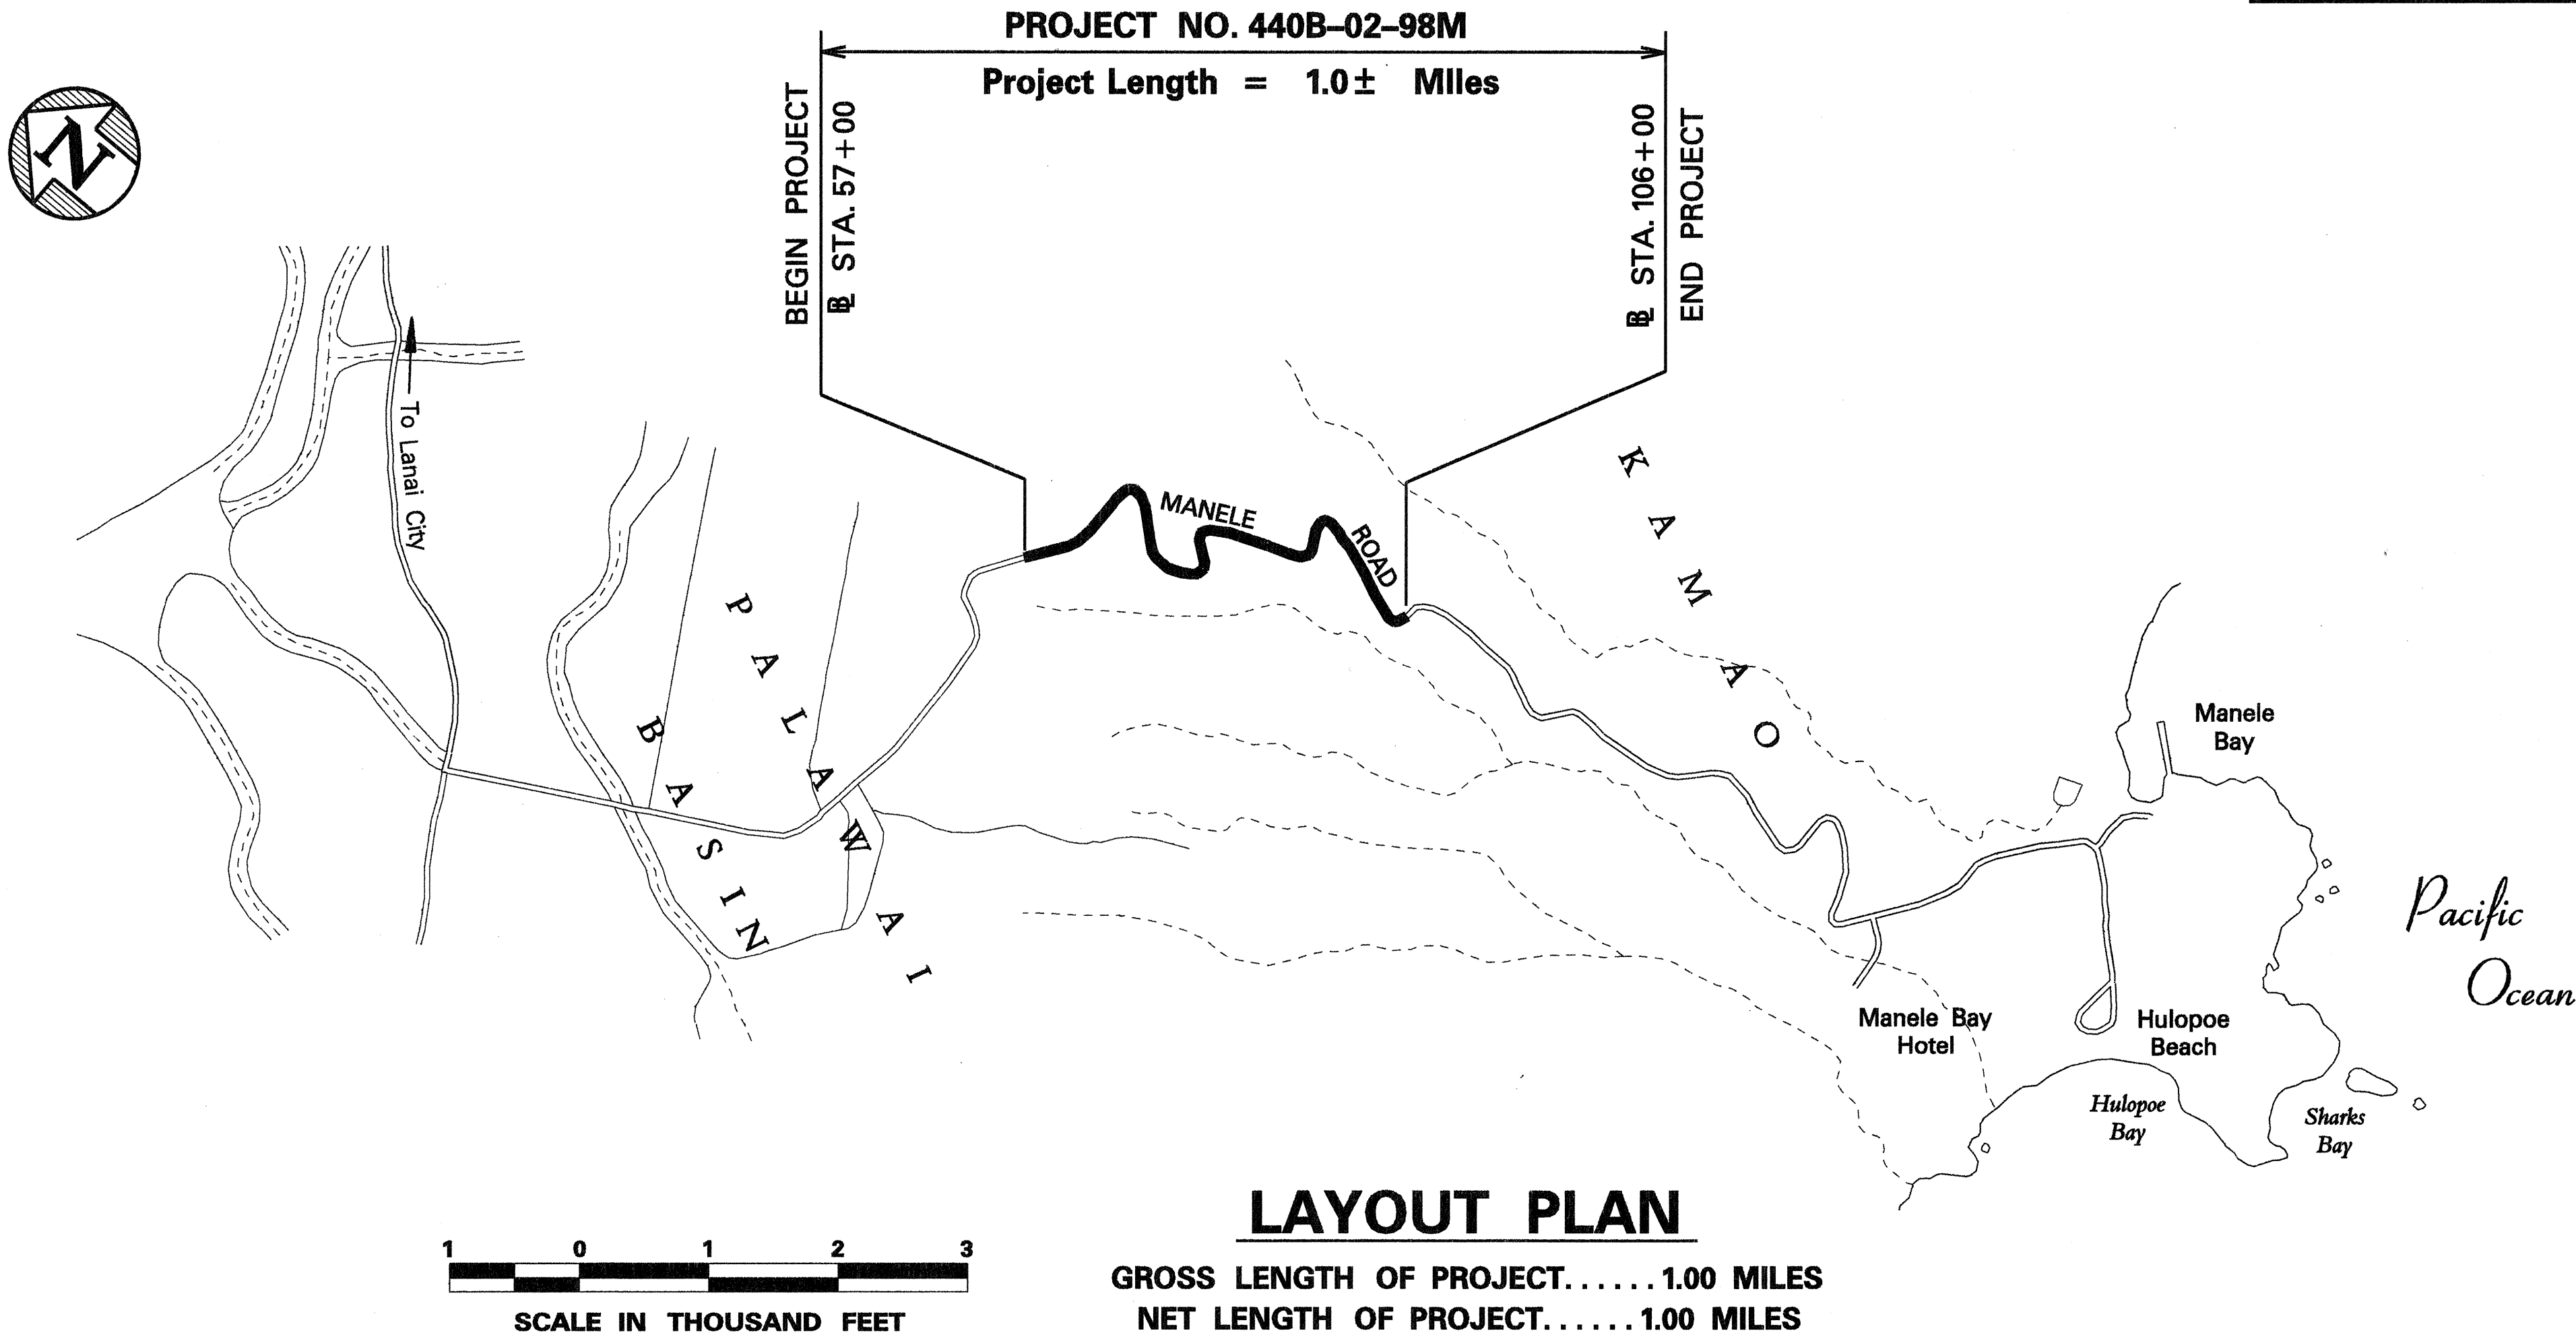 PROJECT NO. 440B–02–98M
Project Length = 1.0± Miles
BEGIN PROJECT
BL STA. 57+00
BL STA. 106+00
END PROJECT
N
To Lanai City
MANELE ROAD
KAMAO
PALAWAI
BASIN
Manele
Bay
Pacific
Ocean
Manele Bay
Hotel
Hulopoe
Beach
Hulopoe
Bay
Sharks
Bay
LAYOUT PLAN
GROSS LENGTH OF PROJECT......1.00 MILES
NET LENGTH OF PROJECT......1.00 MILES
1 0 1 2 3
SCALE IN THOUSAND FEET